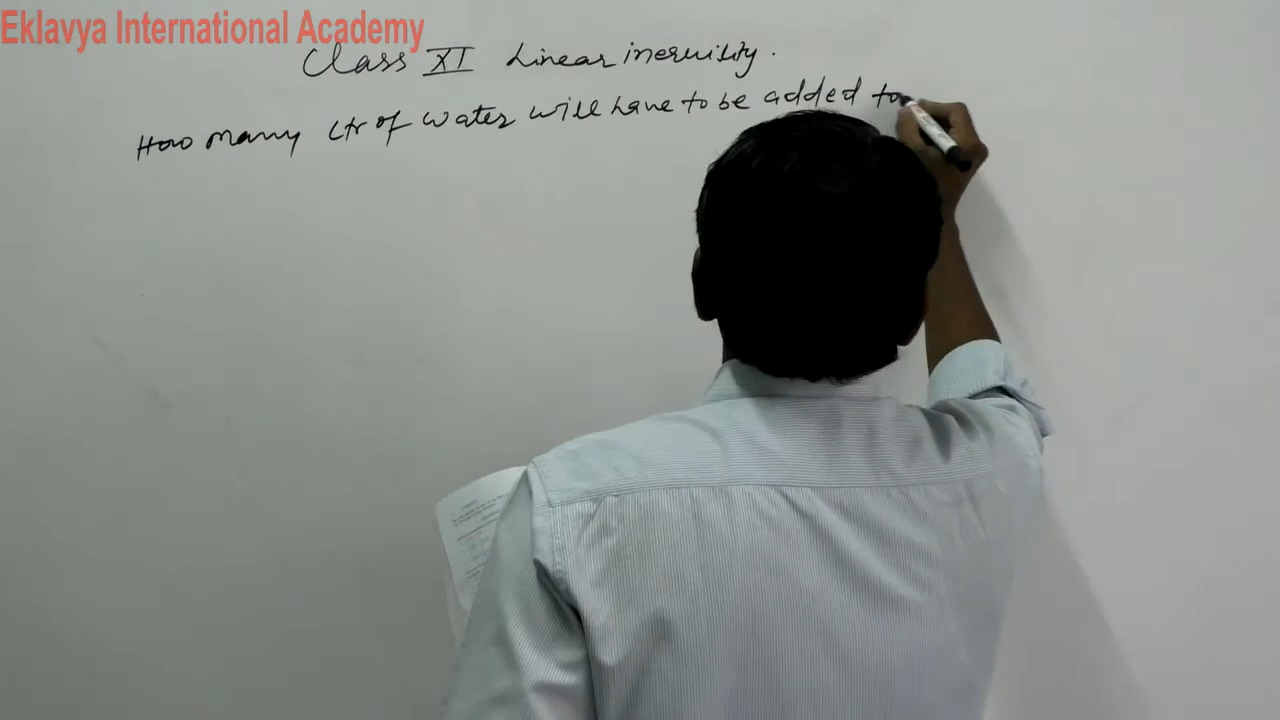 Eklavya International Academy
Class XI Linear inequality.
How many ltr of water will have to be added to